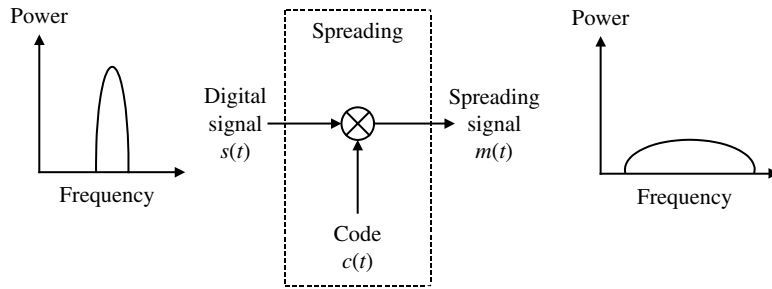 Power
Frequency
Digital
signal
s(t)
Spreading
Code
c(t)
Spreading
signal
m(t)
Power
Frequency